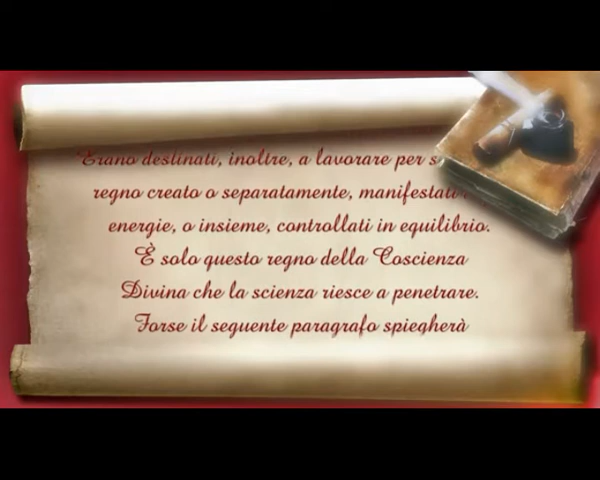 Erano destinati, inoltre, a lavorare per
regno creato o separatamente, manifestati
energie, o insieme, controllati in equilibrio.
È solo questo regno della Coscienza
Divina che la scienza riesce a penetrare.
Forse il seguente paragrafo spiegherà